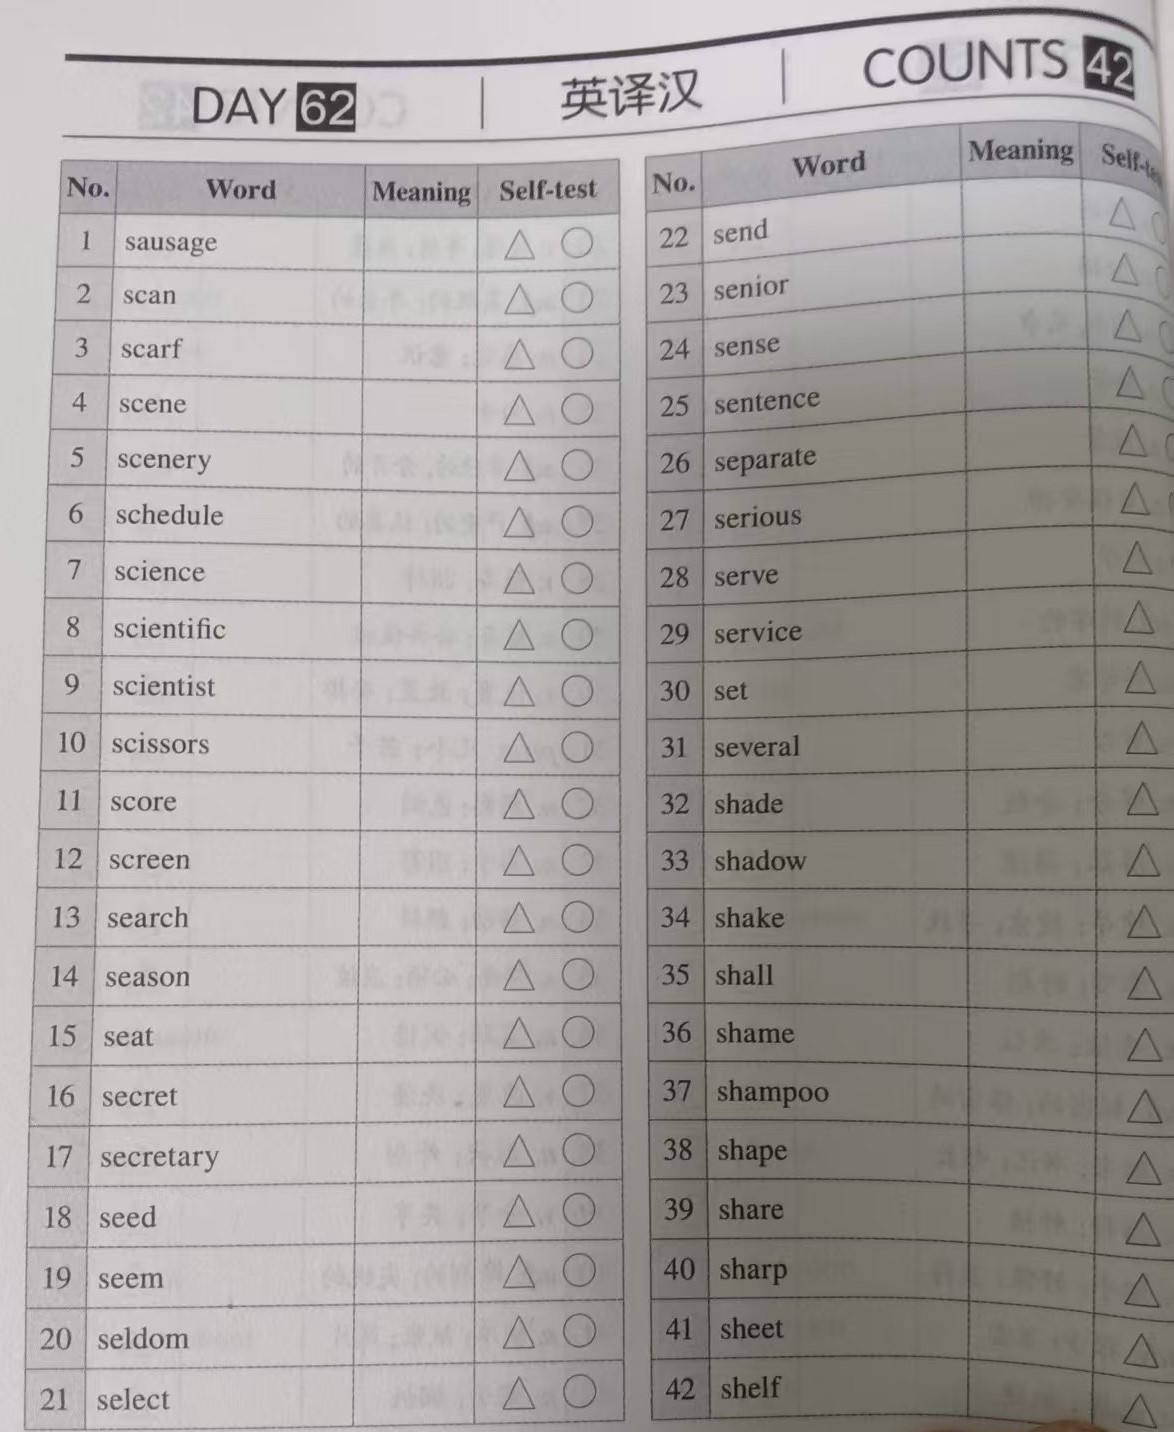 DAY 62
英译汉
COUNTS 42
No. Word Meaning Self-test
1 sausage
2 scan
3 scarf
4 scene
5 scenery
6 schedule
7 science
8 scientific
9 scientist
10 scissors
11 score
12 screen
13 search
14 season
15 seat
16 secret
17 secretary
18 seed
19 seem
20 seldom
21 select
No. Word Meaning
22 send
23 senior
24 sense
25 sentence
26 separate
27 serious
28 serve
29 service
30 set
31 several
32 shade
33 shadow
34 shake
35 shall
36 shame
37 shampoo
38 shape
39 share
40 sharp
41 sheet
42 shelf